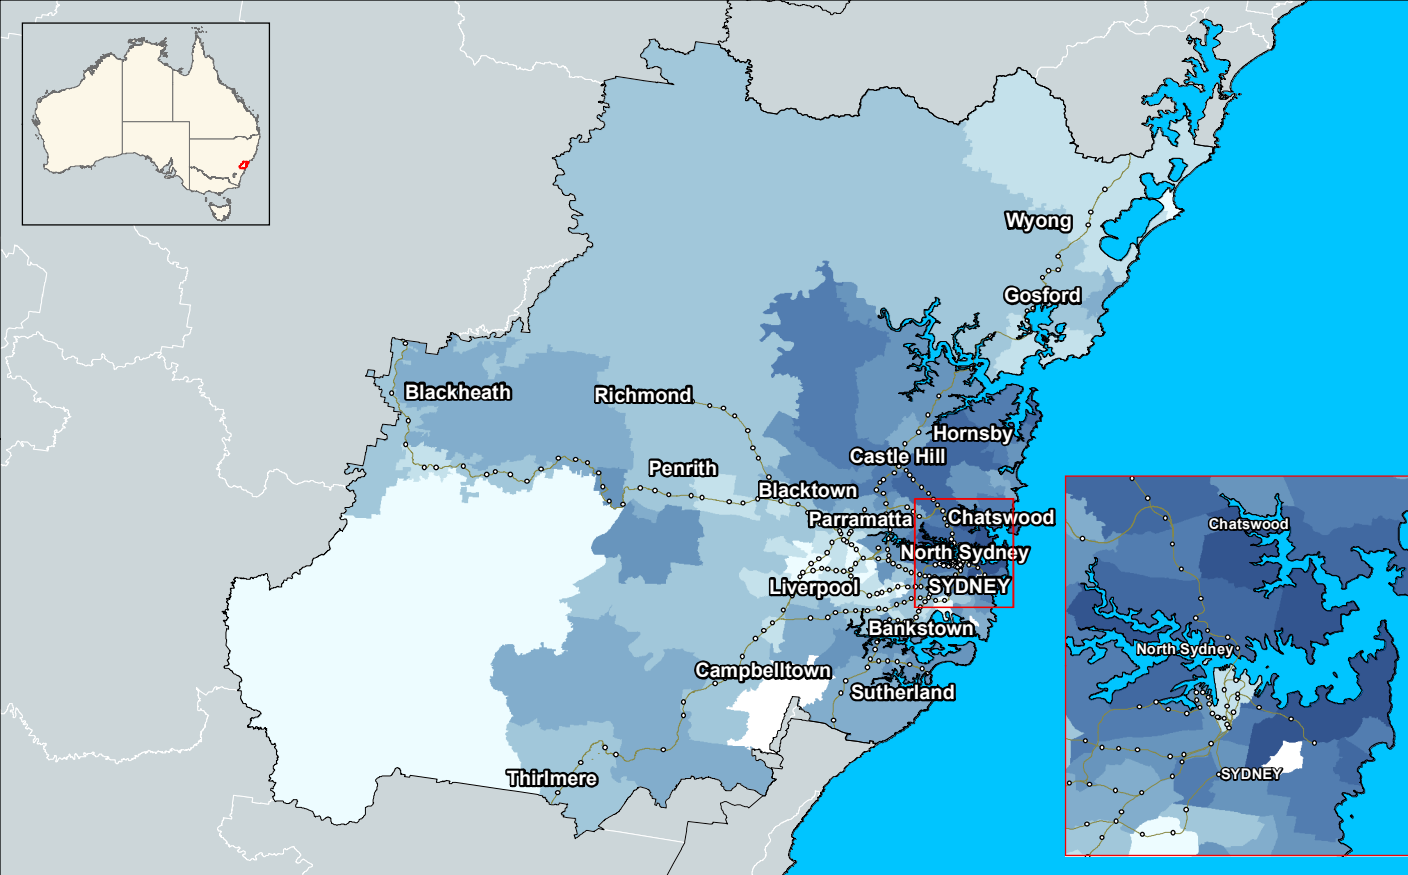 Wyong
Gosford
Blackheath
Richmond
Hornsby
Castle Hill
Penrith
Blacktown
Parramatta
Chatswood
North Sydney
Liverpool
SYDNEY
Bankstown
Campbelltown
Sutherland
Thirlmere
Chatswood
North Sydney
SYDNEY